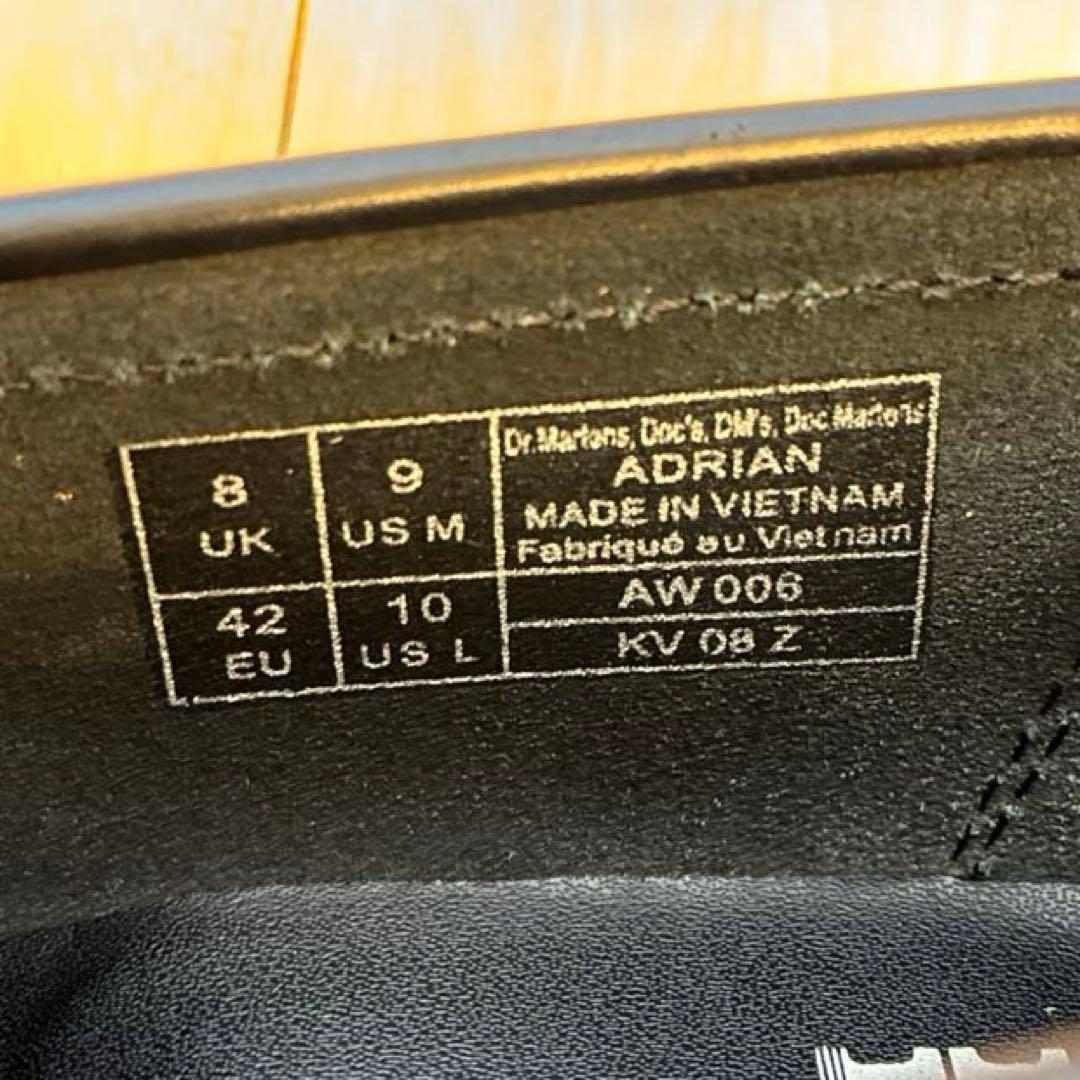 8
UK
9
US M
42
EU
10
US L
Dr. Martens, Doc's, DM's, Doc Martens
ADRIAN
MADE IN VIETNAM
Fabriqué au Vietnam
AW 006
KV 08 Z